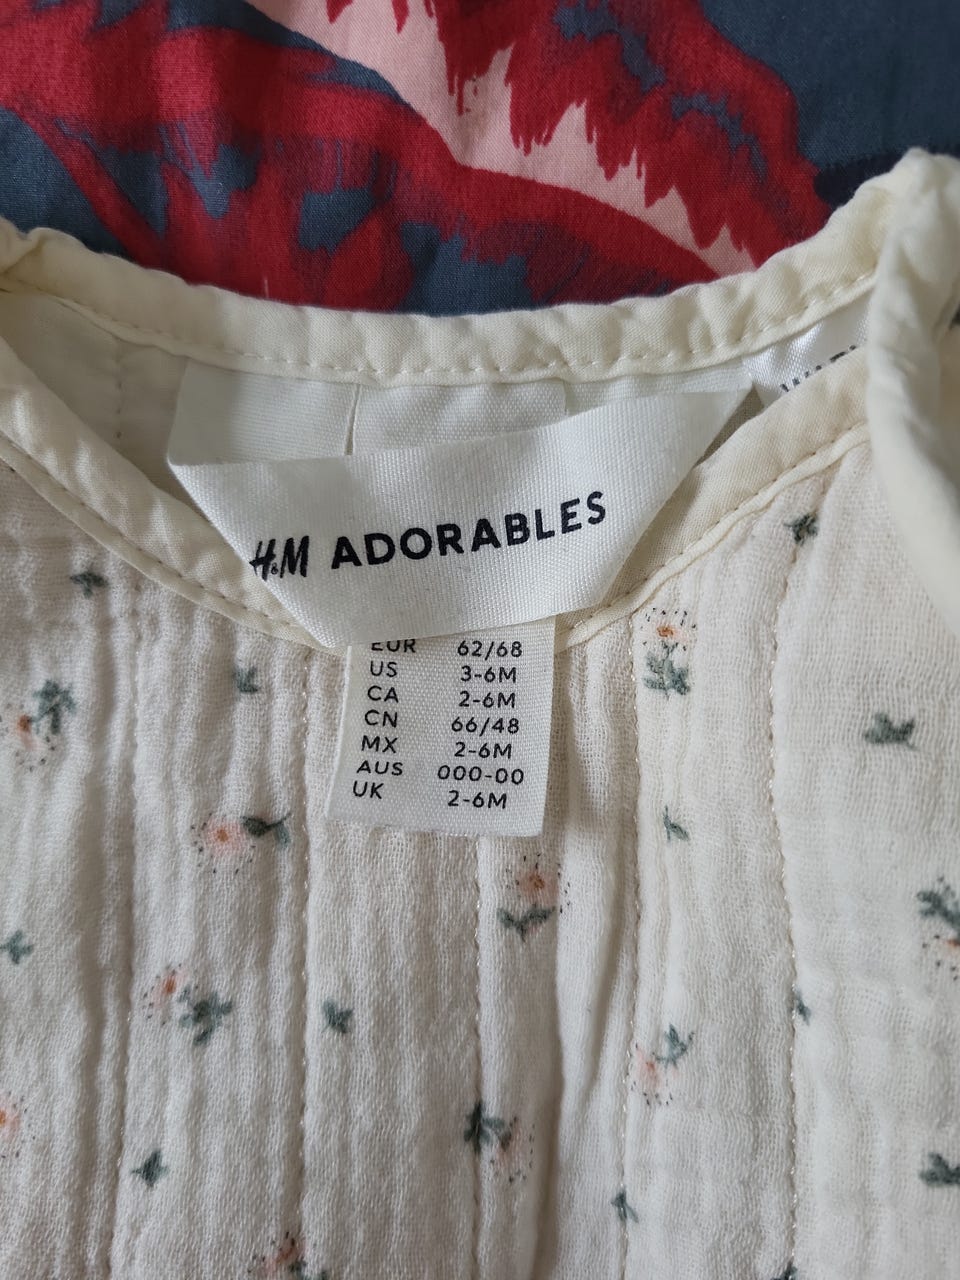 H&M ADORABLES
EUR 62/68
US 3-6M
CA 2-6M
CN 66/48
MX 2-6M
AUS 000-00
UK 2-6M